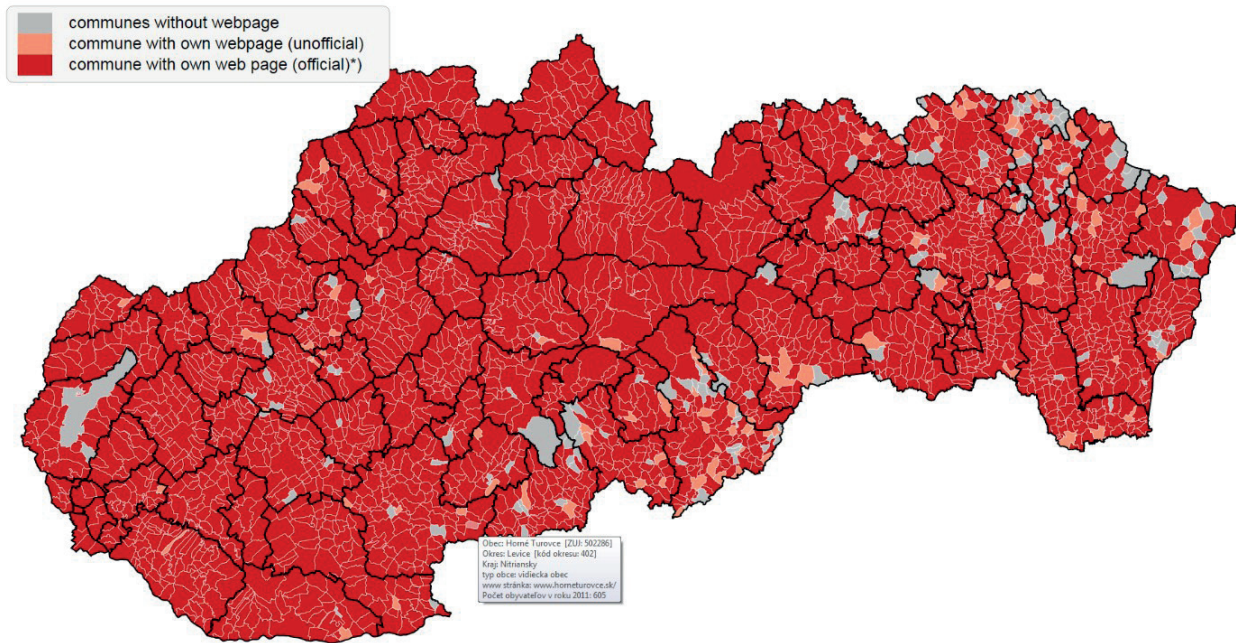 communes without webpage
commune with own webpage (unofficial)
commune with own web page (official)*)
Obec: Horné Turovce [ZUJ: 502286]
Okres: Levice [kód okresu: 402]
Kraj: Nitriansky
typ obce: vidiecka obec
www stránka: www.horneturovce.sk/
Počet obyvateľov v roku 2011: 605